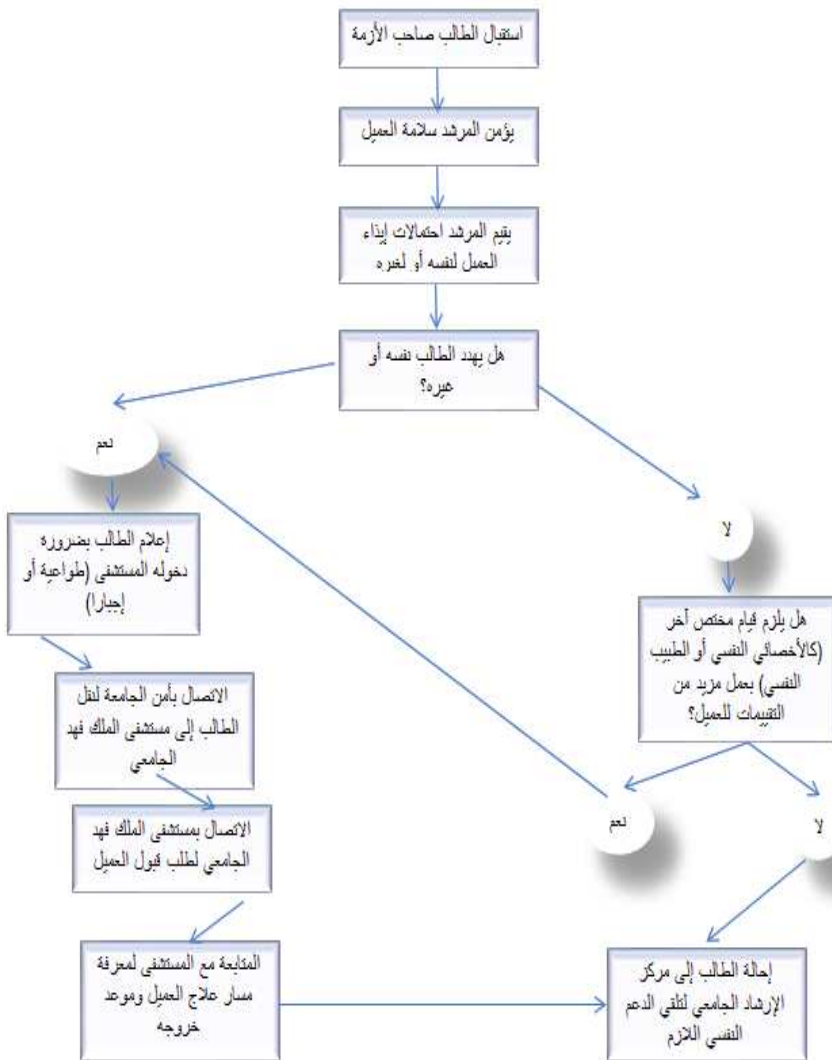 استقبال الطالب صاحب الأزمة
يؤمن المرشد سلامة العميل
يقيم المرشد احتمالات إيذاء
العميل لنفسه أو لغيره
هل يهدد الطالب نفسه أو
غيره؟
نعم
إعلام الطالب بضرورة
دخوله المستشفى (طواعية أو
إجبارا)
الاتصال بأمن الجامعة لنقل
الطالب إلى مستشفى الملك فهد
الجامعي
الاتصال بمستشفى الملك فهد
الجامعي لطلب قبول العميل
المتابعة مع المستشفى لمعرفة
مسار علاج العميل وموعد
خروجه
لا
هل يلزم قيام مختص آخر
(كالأخصائي النفسي أو الطبيب
النفسي) بعمل مزيد من
التقييمات للعميل؟
نعم
لا
إحالة الطالب إلى مركز
الإرشاد الجامعي لتلقي الدعم
النفسي اللازم